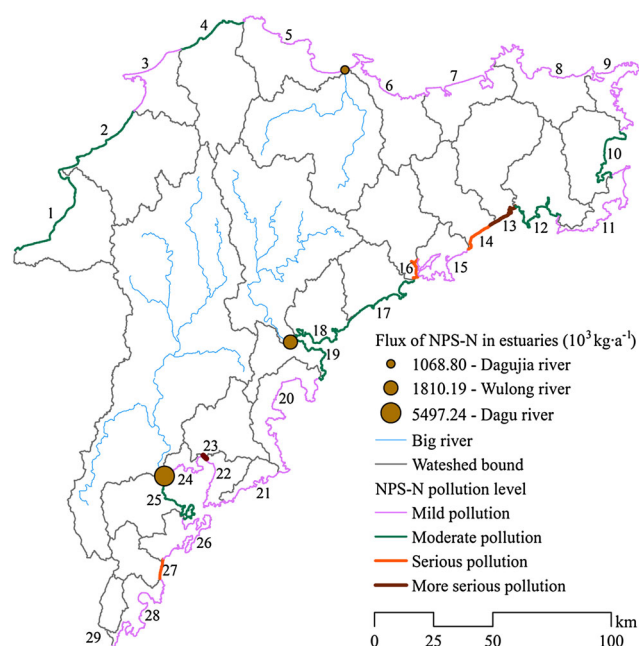 4
5
3
6
7
8
9
2
10
1
11
12
13
14
15
16
17
18
19
20
21
22
23
24
25
26
27
28
29
Flux of NPS-N in estuaries (10³ kg·a⁻¹)
1068.80 - Dagujia river
1810.19 - Wulong river
5497.24 - Dagu river
Big river
Wateshed bound
NPS-N pollution level
Mild pollution
Moderate pollution
Serious pollution
More serious pollution
km
0 25 50 100